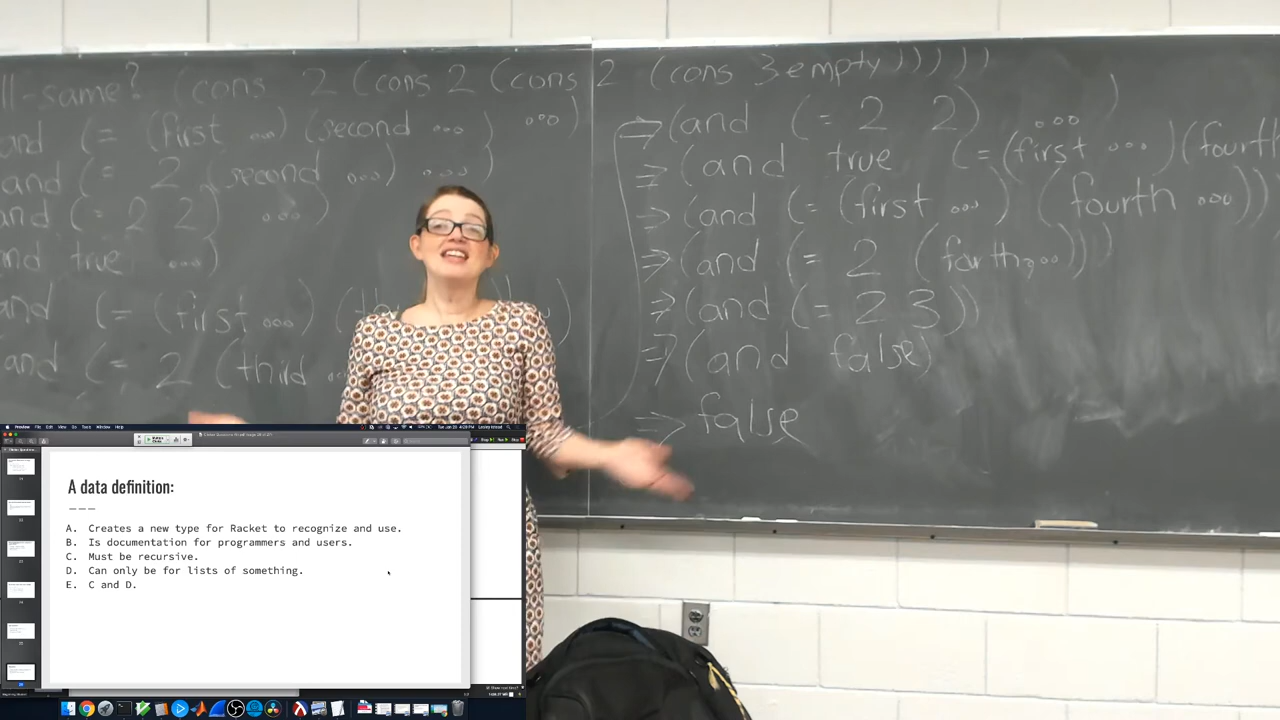 ll-same? (cons 2 (cons 2 (cons 2 (cons 3 empty)))))
and (= (first ...) (second ...) ...)
and (= 2 (second ...) ...)
and (= 2 2) ...)
and true ...)
and (= (first ...)
and (= 2 (third
⇒ (and (= 2 2) ... )
⇒ (and true (= (first ...) (fourth
⇒ (and (= (first ...) (fourth ...)))
⇒ (and (= 2 (forth ...)))
⇒ (and (= 2 3))
⇒ (and false)
⇒ false
A data definition:
A. Creates a new type for Racket to recognize and use.
B. Is documentation for programmers and users.
C. Must be recursive.
D. Can only be for lists of something.
E. C and D.